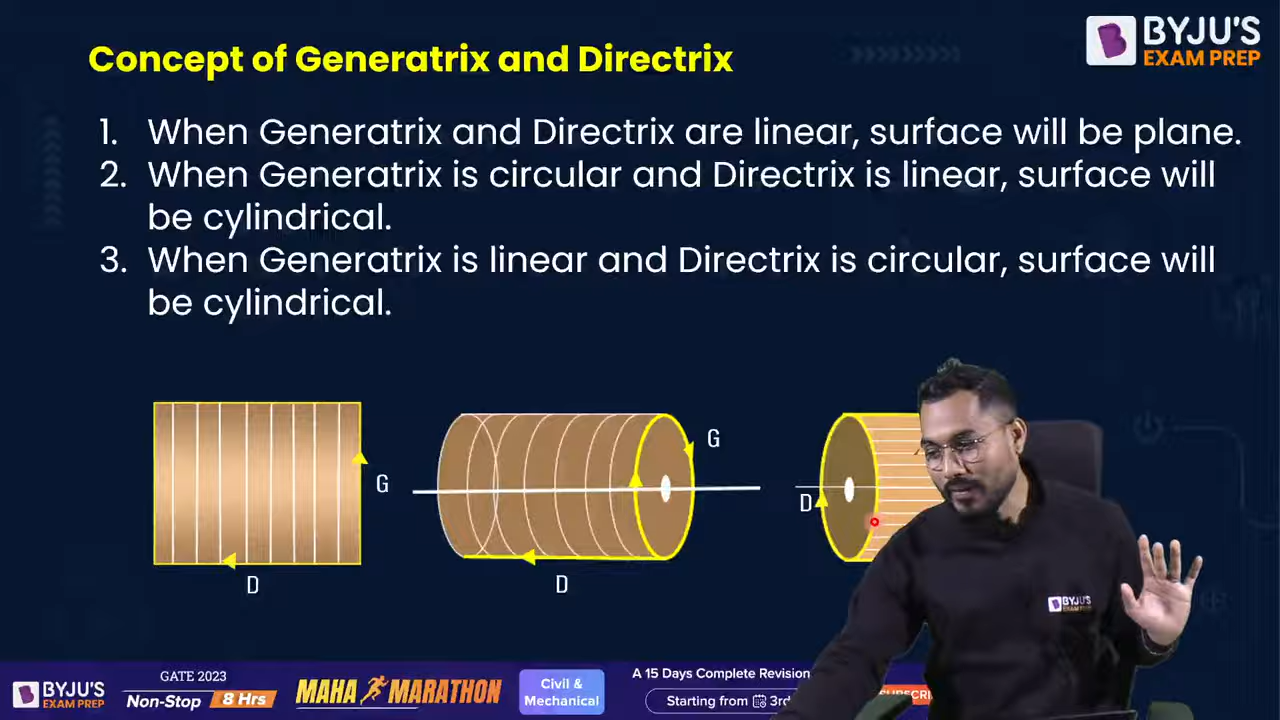 BYJU'S
EXAM PREP
Concept of Generatrix and Directrix
1. When Generatrix and Directrix are linear, surface will be plane.
2. When Generatrix is circular and Directrix is linear, surface will
be cylindrical.
3. When Generatrix is linear and Directrix is circular, surface will
be cylindrical.
G
D
G
D
D
BYJU'S
EXAM PREP
BYJU'S
EXAM PREP
GATE 2023
Non-Stop 8 Hrs
MAHA MARATHON
Civil &
Mechanical
A 15 Days Complete Revision
Starting from 3rd